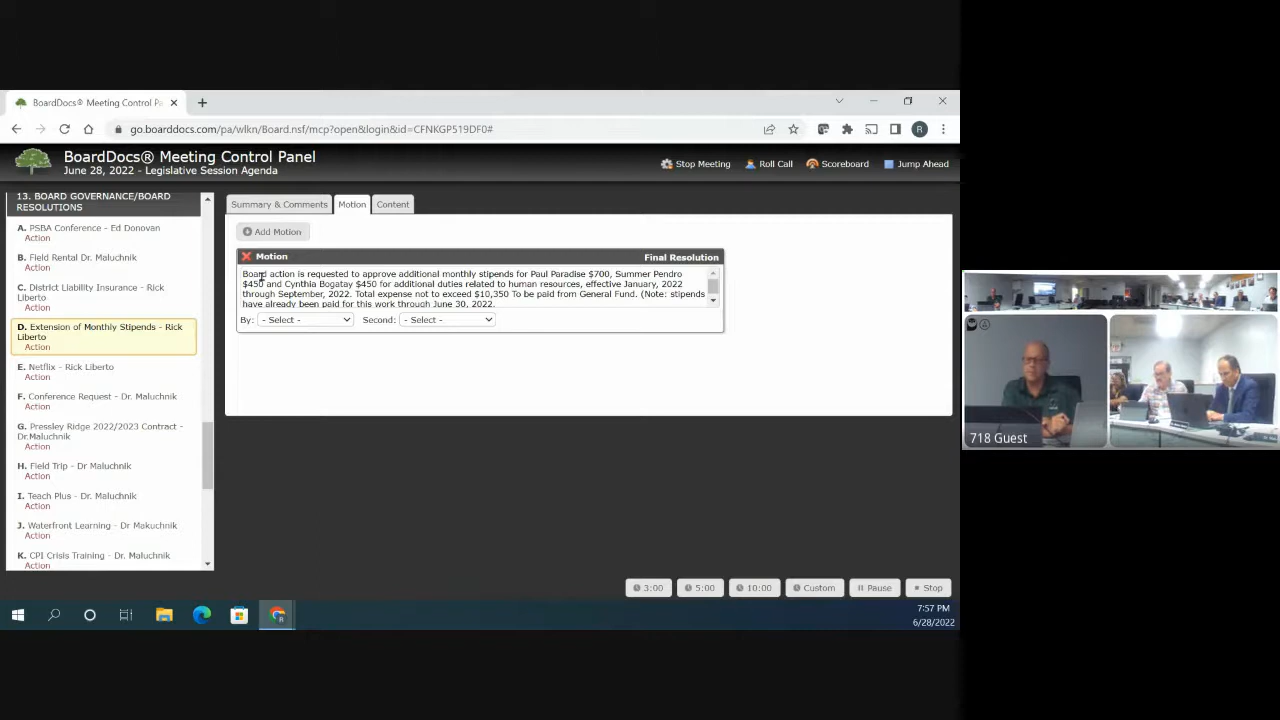 BoardDocs® Meeting Control Pa
go.boarddocs.com/pa/wlkn/Board.nsf/mcp?open&login&id=CFNKGP519DF0#
R
BoardDocs® Meeting Control Panel
June 28, 2022 - Legislative Session Agenda
Stop Meeting
Roll Call
Scoreboard
Jump Ahead
13. BOARD GOVERNANCE/BOARD
RESOLUTIONS
A. PSBA Conference - Ed Donovan
Action
B. Field Rental Dr. Maluchnik
Action
C. District Liability Insurance - Rick
Liberto
Action
D. Extension of Monthly Stipends - Rick
Liberto
Action
E. Netflix - Rick Liberto
Action
F. Conference Request - Dr. Maluchnik
Action
G. Pressley Ridge 2022/2023 Contract -
Dr.Maluchnik
Action
H. Field Trip - Dr Maluchnik
Action
I. Teach Plus - Dr. Maluchnik
Action
J. Waterfront Learning - Dr Makuchnik
Action
K. CPI Crisis Training - Dr. Maluchnik
Action
Summary & Comments
Motion
Content
Add Motion
Motion
Final Resolution
Board action is requested to approve additional monthly stipends for Paul Paradise $700, Summer Pendro
$450 and Cynthia Bogatay $450 for additional duties related to human resources, effective January, 2022
through September, 2022. Total expense not to exceed $10,350 To be paid from General Fund. (Note: stipends
have already been paid for this work through June 30, 2022.
By: - Select - Second: - Select -
3:00
5:00
10:00
Custom
Pause
Stop
7:57 PM
6/28/2022
718 Guest